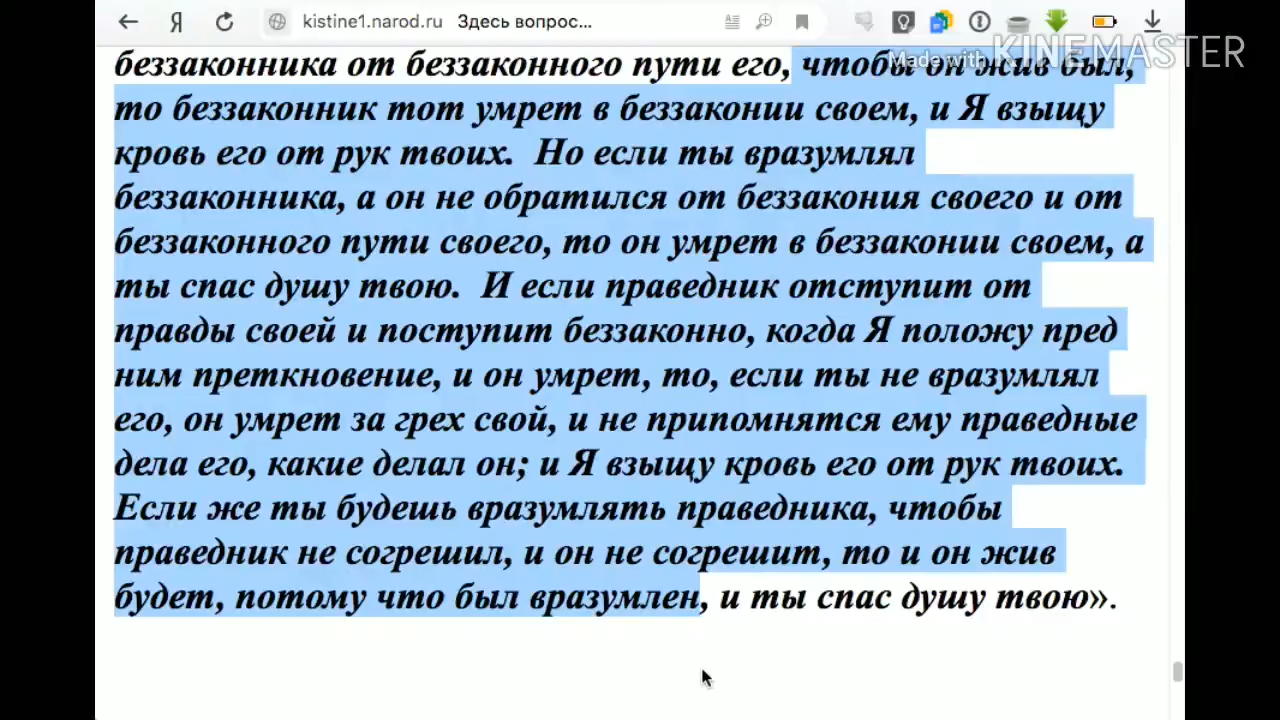 kistine1.narod.ru Здесь вопрос...
Made with KINEMASTER
беззаконника от беззаконного пути его, чтобы он жив был,
то беззаконник тот умрет в беззаконии своем, и Я взыщу
кровь его от рук твоих. Но если ты вразумлял
беззаконника, а он не обратился от беззакония своего и от
беззаконного пути своего, то он умрет в беззаконии своем, а
ты спас душу твою. И если праведник отступит от
правды своей и поступит беззаконно, когда Я положу пред
ним преткновение, и он умрет, то, если ты не вразумлял
его, он умрет за грех свой, и не припомнятся ему праведные
дела его, какие делал он; и Я взыщу кровь его от рук твоих.
Если же ты будешь вразумлять праведника, чтобы
праведник не согрешил, и он не согрешит, то и он жив
будет, потому что был вразумлен, и ты спас душу твою».